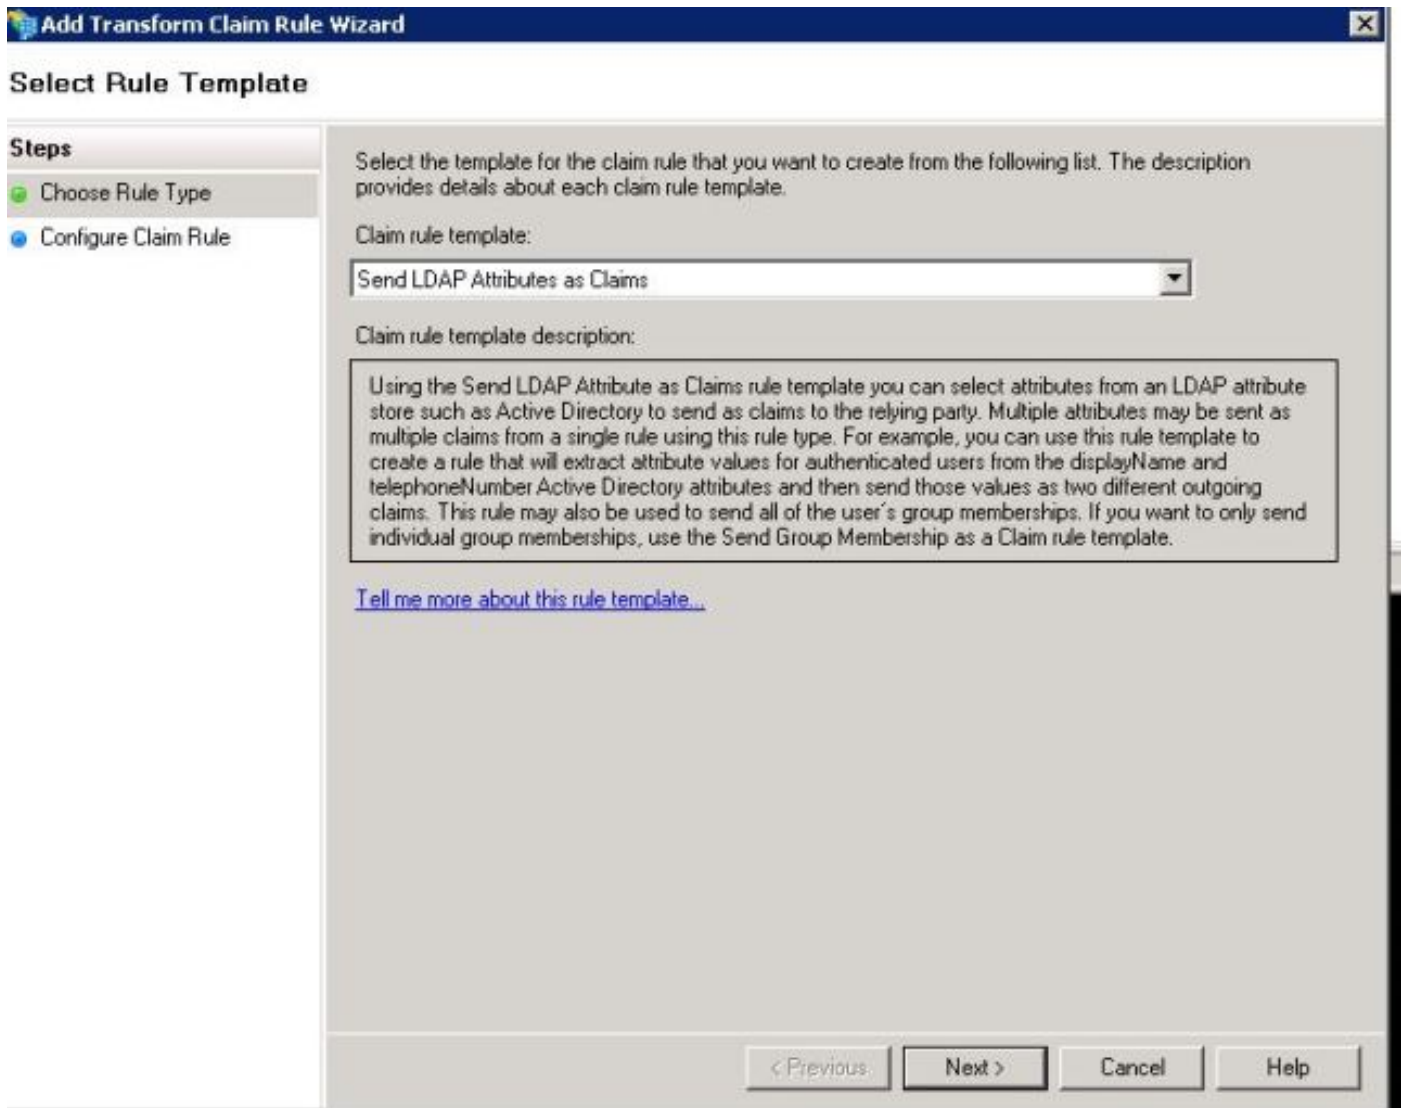 Add Transform Claim Rule Wizard
Select Rule Template
Steps
Choose Rule Type
Configure Claim Rule
Select the template for the claim rule that you want to create from the following list. The description
provides details about each claim rule template.
Claim rule template:
Send LDAP Attributes as Claims
Claim rule template description:
Using the Send LDAP Attribute as Claims rule template you can select attributes from an LDAP attribute
store such as Active Directory to send as claims to the relying party. Multiple attributes may be sent as
multiple claims from a single rule using this rule type. For example, you can use this rule template to
create a rule that will extract attribute values for authenticated users from the displayName and
telephoneNumber Active Directory attributes and then send those values as two different outgoing
claims. This rule may also be used to send all of the user's group memberships. If you want to only send
individual group memberships, use the Send Group Membership as a Claim rule template.
Tell me more about this rule template...
< Previous
Next >
Cancel
Help